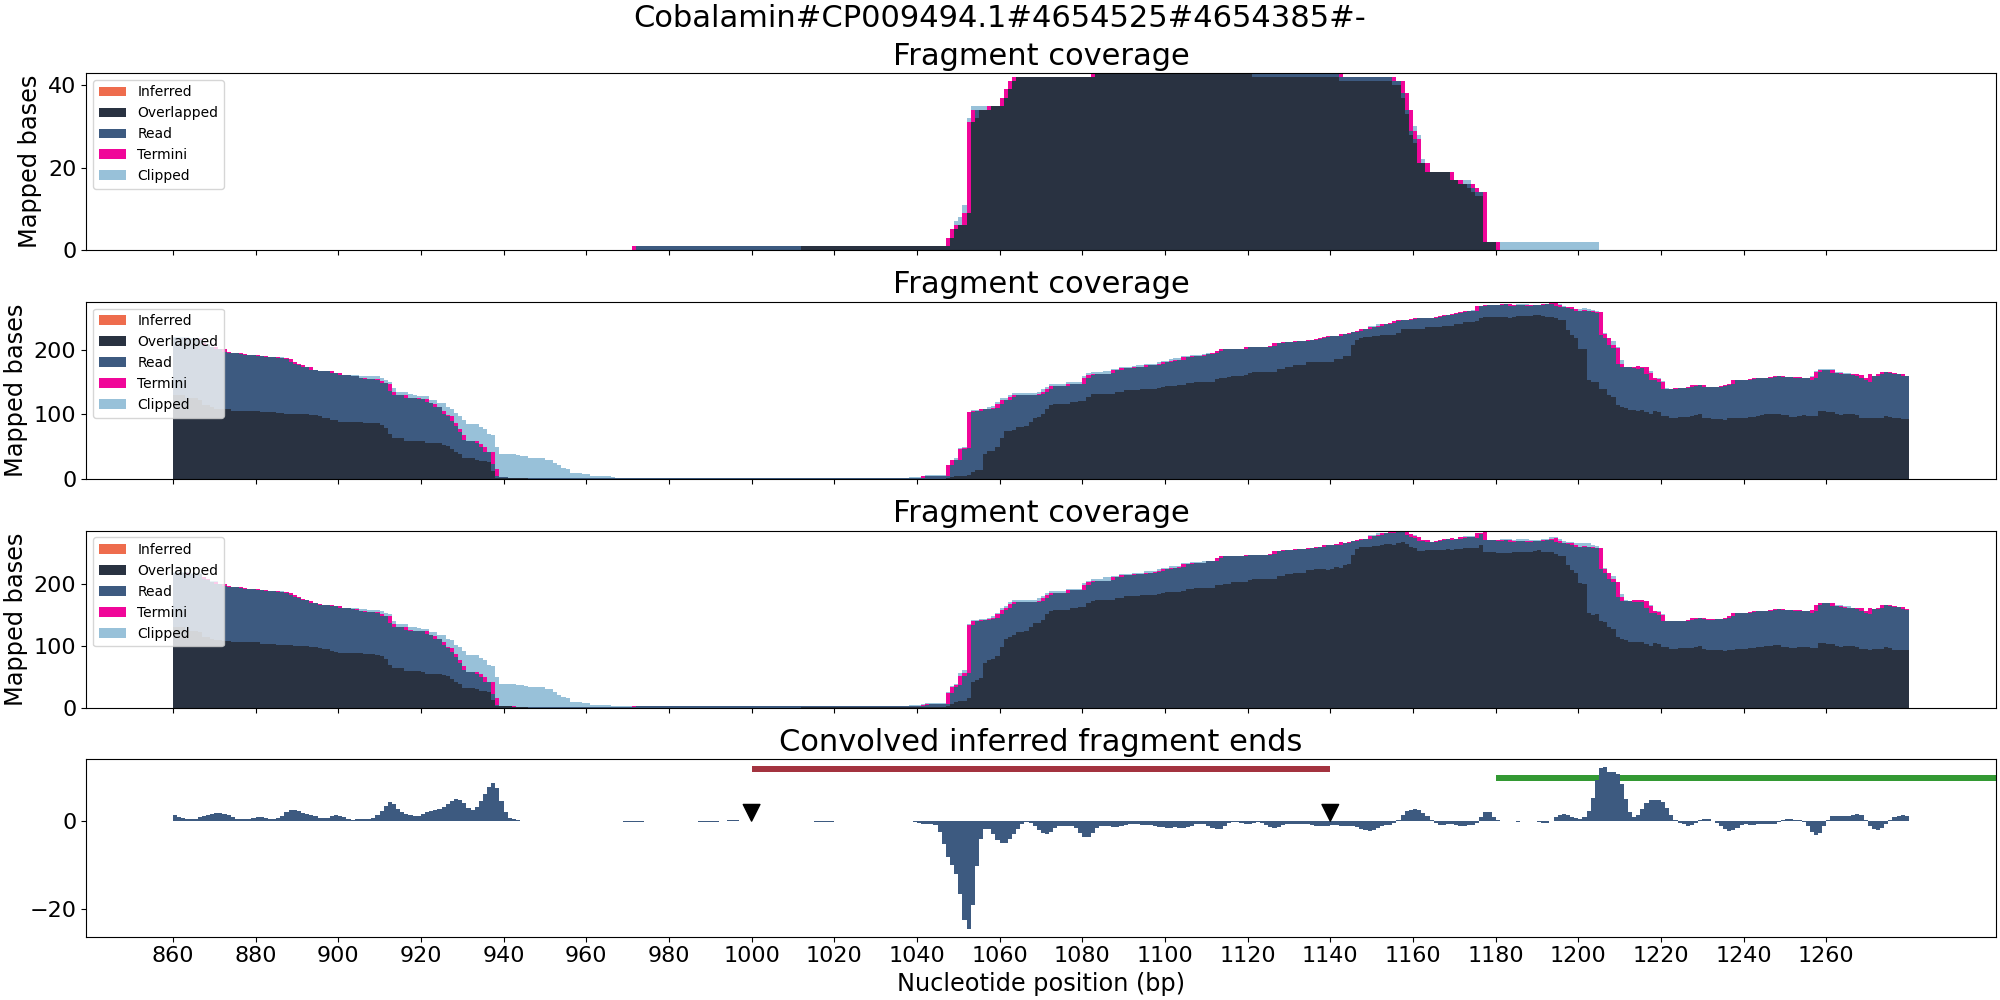 Cobalamin#CP009494.1#4654525#4654385#-
Fragment coverage
Mapped bases
40
20
0
Inferred
Overlapped
Read
Termini
Clipped
Fragment coverage
Mapped bases
200
100
0
Inferred
Overlapped
Read
Termini
Clipped
Fragment coverage
Mapped bases
200
100
0
Inferred
Overlapped
Read
Termini
Clipped
Convolved inferred fragment ends
0
−20
860 880 900 920 940 960 980 1000 1020 1040 1060 1080 1100 1120 1140 1160 1180 1200 1220 1240 1260
Nucleotide position (bp)